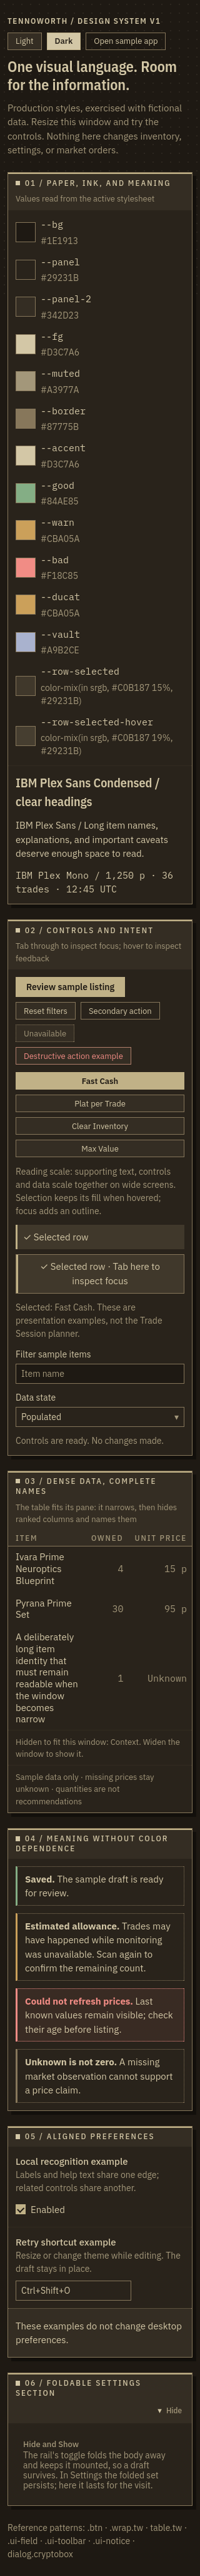 TENNOWORTH / DESIGN SYSTEM V1
Light
Dark
Open sample app
One visual language. Room
for the information.
Production styles, exercised with fictional
data. Resize this window and try the
controls. Nothing here changes inventory,
settings, or market orders.
01 / PAPER, INK, AND MEANING
Values read from the active stylesheet
--bg
#1E1913
--panel
#29231B
--panel-2
#342D23
--fg
#D3C7A6
--muted
#A3977A
--border
#87775B
--accent
#D3C7A6
--good
#84AE85
--warn
#CBA05A
--bad
#F18C85
--ducat
#CBA05A
--vault
#A9B2CE
--row-selected
color-mix(in srgb, #C0B187 15%,
#29231B)
--row-selected-hover
color-mix(in srgb, #C0B187 19%,
#29231B)
IBM Plex Sans Condensed /
clear headings
IBM Plex Sans / Long item names,
explanations, and important caveats
deserve enough space to read.
IBM Plex Mono / 1,250 p · 36
trades · 12:45 UTC
02 / CONTROLS AND INTENT
Tab through to inspect focus; hover to inspect
feedback
Review sample listing
Reset filters
Secondary action
Unavailable
Destructive action example
Fast Cash
Plat per Trade
Clear Inventory
Max Value
Reading scale: supporting text, controls
and data scale together on wide screens.
Selection keeps its fill when hovered;
focus adds an outline.
✓ Selected row
✓ Selected row · Tab here to
inspect focus
Selected: Fast Cash. These are
presentation examples, not the Trade
Session planner.
Filter sample items
Item name
Data state
Populated
Controls are ready. No changes made.
03 / DENSE DATA, COMPLETE
NAMES
The table fits its pane: it narrows, then hides
ranked columns and names them
ITEM OWNED UNIT PRICE
Ivara Prime
Neuroptics
Blueprint
4 15 p
Pyrana Prime
Set
30 95 p
A deliberately
long item
identity that
must remain
readable when
the window
becomes
narrow
1 Unknown
Hidden to fit this window: Context. Widen the
window to show it.
Sample data only · missing prices stay
unknown · quantities are not
recommendations
04 / MEANING WITHOUT COLOR
DEPENDENCE
Saved. The sample draft is ready
for review.
Estimated allowance. Trades may
have happened while monitoring
was unavailable. Scan again to
confirm the remaining count.
Could not refresh prices. Last
known values remain visible; check
their age before listing.
Unknown is not zero. A missing
market observation cannot support
a price claim.
05 / ALIGNED PREFERENCES
Local recognition example
Labels and help text share one edge;
related controls share another.
Enabled
Retry shortcut example
Resize or change theme while editing. The
draft stays in place.
Ctrl+Shift+O
These examples do not change desktop
preferences.
06 / FOLDABLE SETTINGS
SECTION
▾ Hide
Hide and Show
The rail's toggle folds the body away
and keeps it mounted, so a draft
survives. In Settings the folded set
persists; here it lasts for the visit.
Reference patterns: .btn · .wrap.tw · table.tw ·
.ui-field · .ui-toolbar · .ui-notice ·
dialog.cryptobox